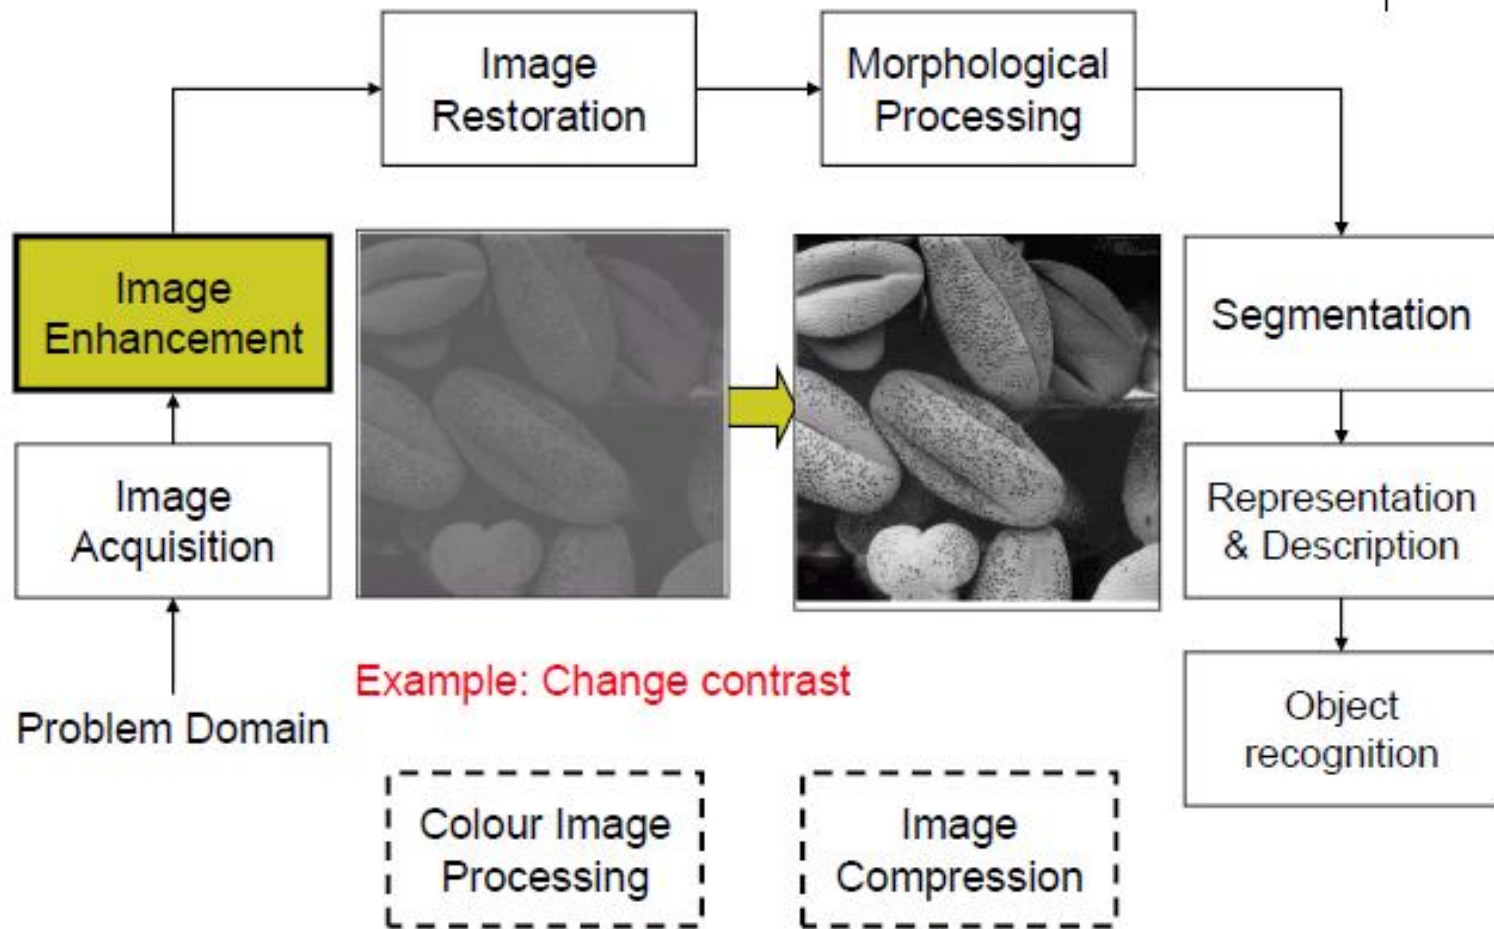 Image
Restoration
Morphological
Processing
Image
Enhancement
Segmentation
Image
Acquisition
Representation
& Description
Example: Change contrast
Problem Domain
Object
recognition
Colour Image
Processing
Image
Compression